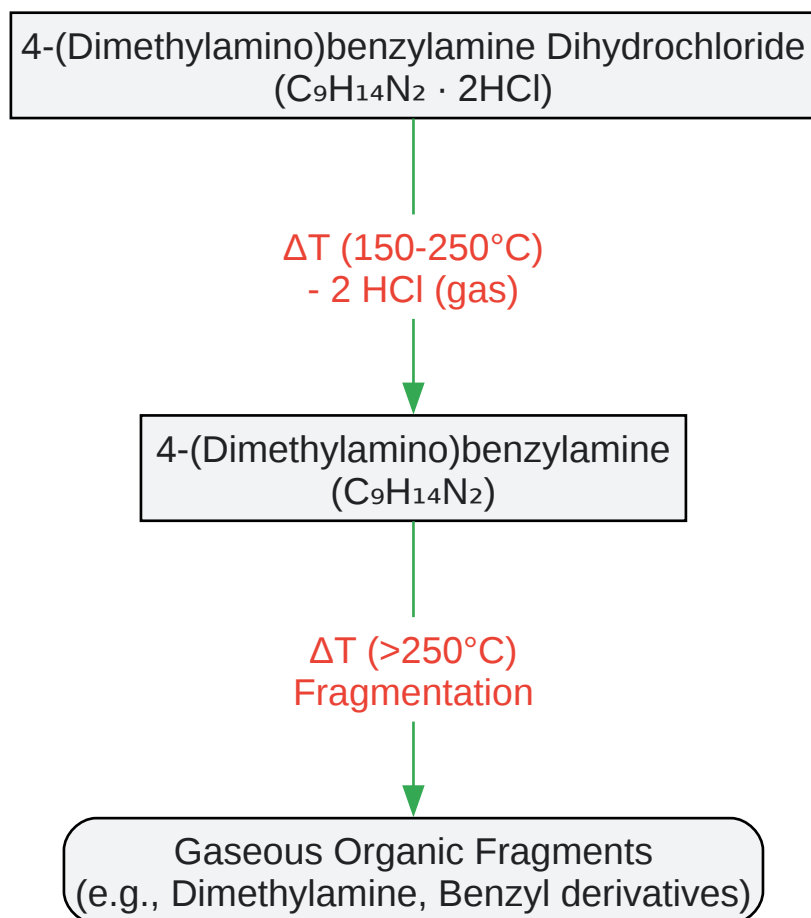 4-(Dimethylamino)benzylamine Dihydrochloride
(C₉H₁₄N₂ · 2HCl)
ΔT (150-250°C)
- 2 HCl (gas)
4-(Dimethylamino)benzylamine
(C₉H₁₄N₂)
ΔT (>250°C)
Fragmentation
Gaseous Organic Fragments
(e.g., Dimethylamine, Benzyl derivatives)